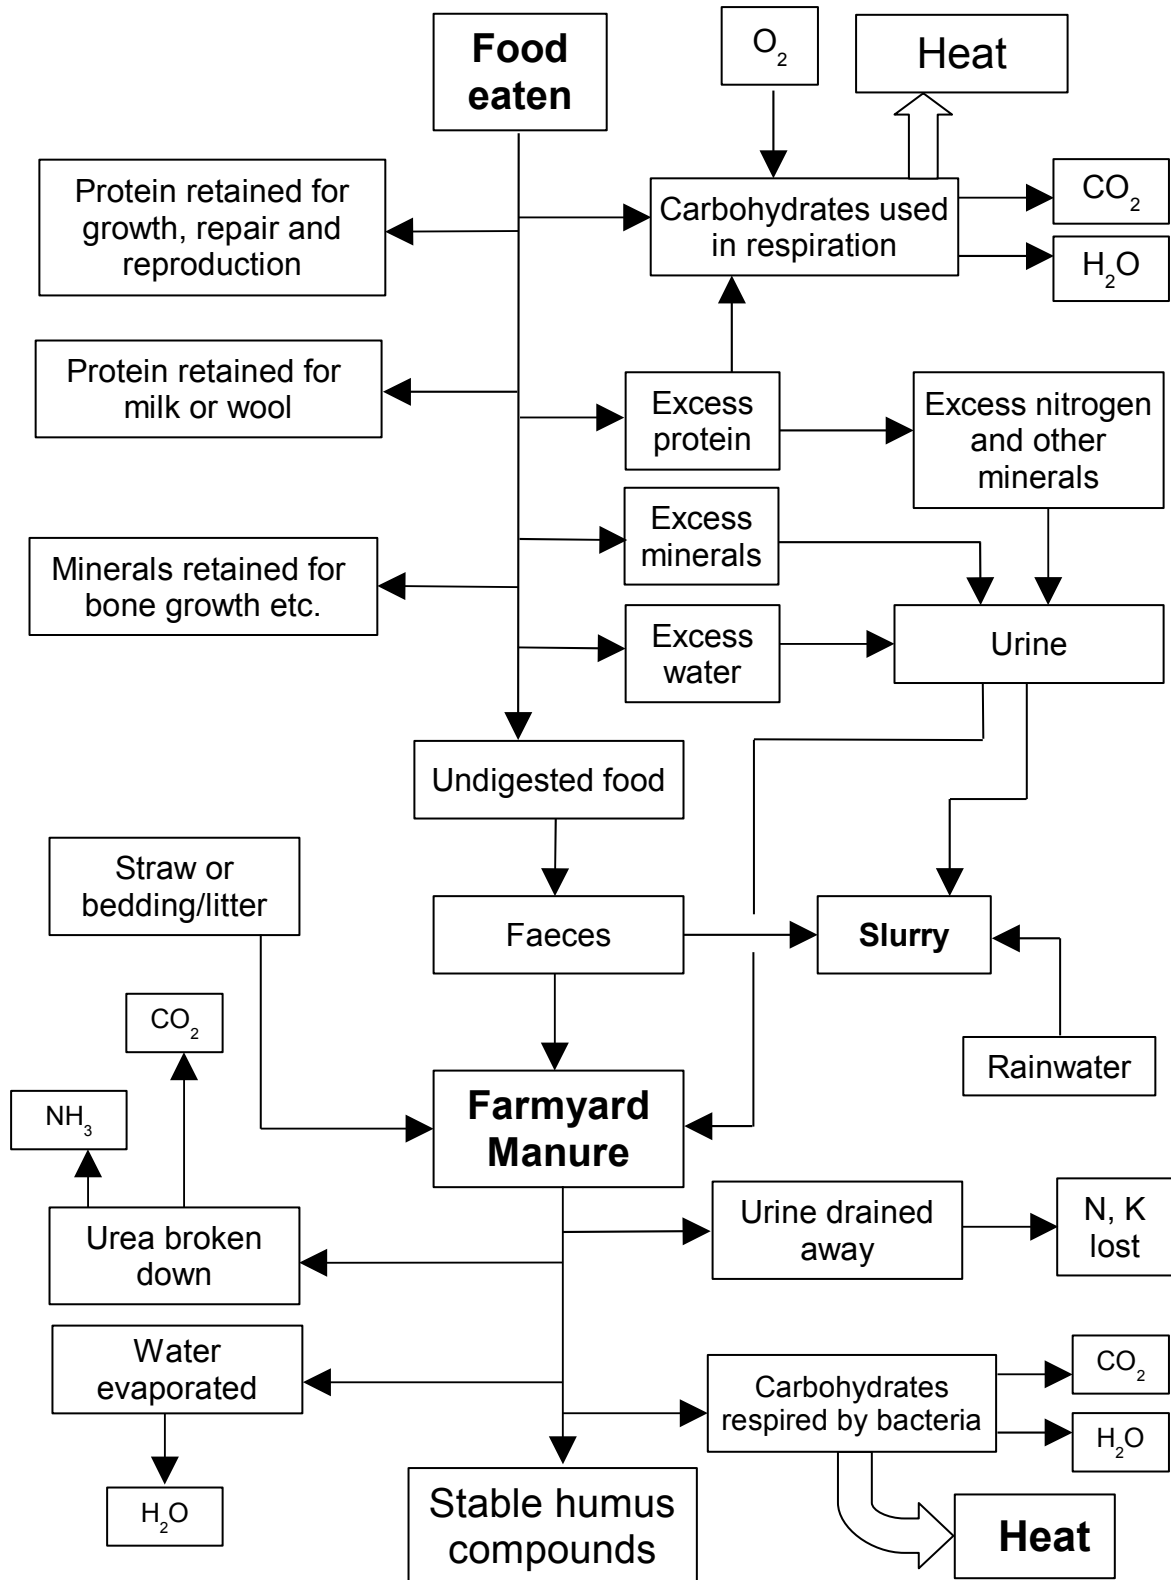 Food
eaten
O₂
Heat
Protein retained for
growth, repair and
reproduction
Carbohydrates used
in respiration
CO₂
H₂O
Protein retained for
milk or wool
Excess
protein
Excess nitrogen
and other
minerals
Excess
minerals
Minerals retained for
bone growth etc.
Excess
water
Urine
Undigested food
Straw or
bedding/litter
Faeces
Slurry
CO₂
Rainwater
NH₃
Farmyard
Manure
Urea broken
down
Urine drained
away
N, K
lost
Water
evaporated
Carbohydrates
respired by bacteria
CO₂
H₂O
H₂O
Stable humus
compounds
Heat